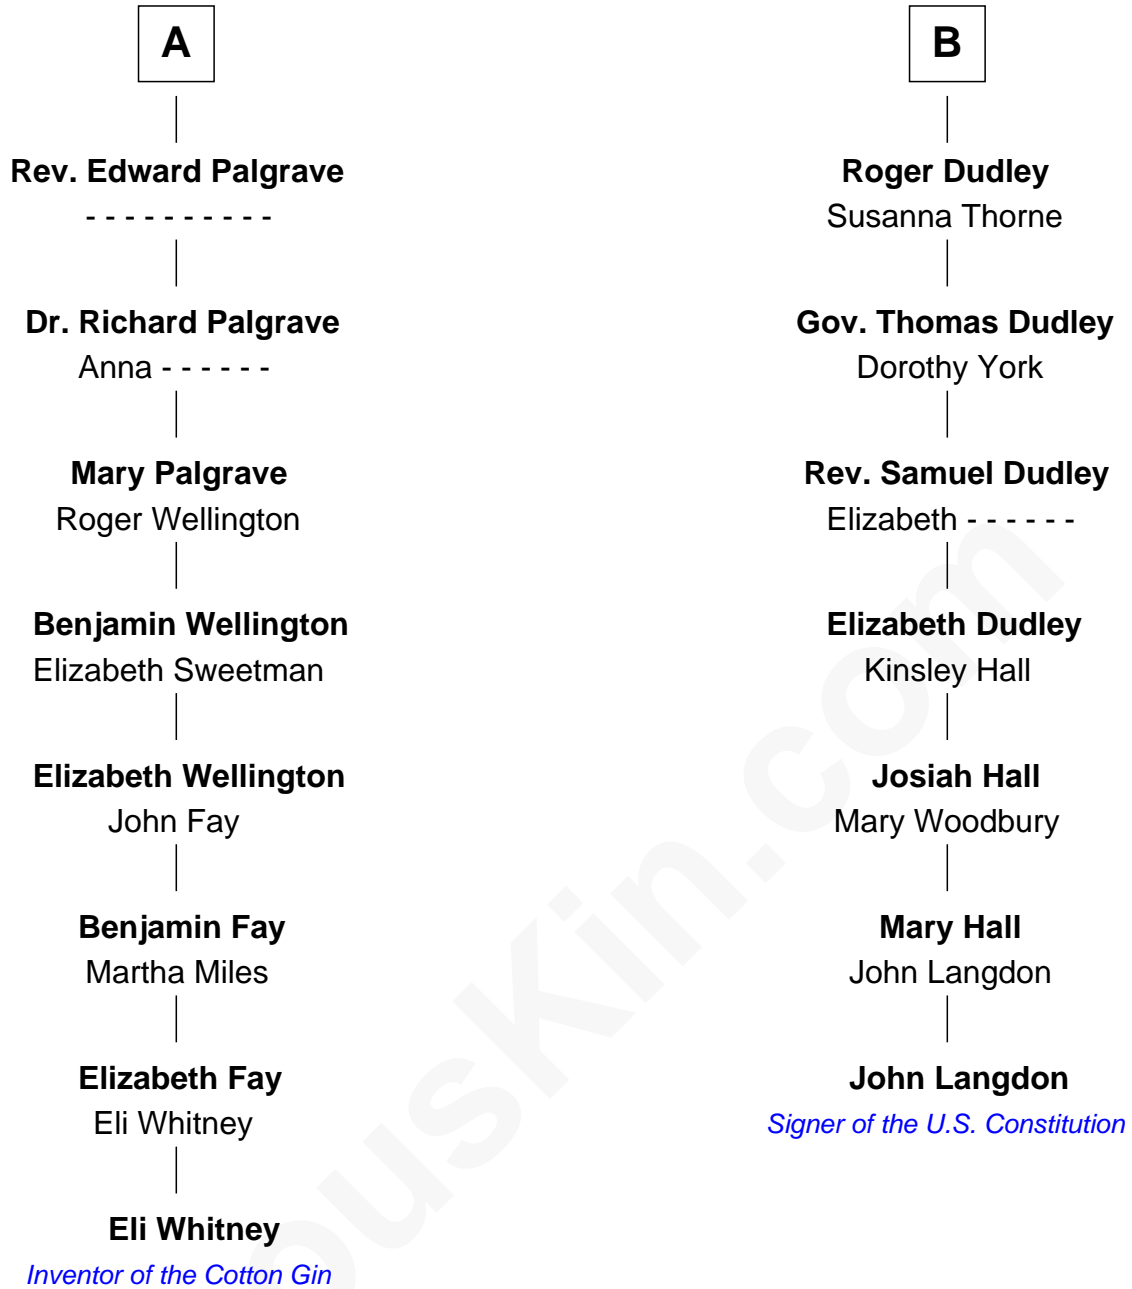 A
Rev. Edward Palgrave
- - - - - - - - - -
Dr. Richard Palgrave
Anna - - - - - -
Mary Palgrave
Roger Wellington
Benjamin Wellington
Elizabeth Sweetman
Elizabeth Wellington
John Fay
Benjamin Fay
Martha Miles
Elizabeth Fay
Eli Whitney
Eli Whitney
Inventor of the Cotton Gin
B
Roger Dudley
Susanna Thorne
Gov. Thomas Dudley
Dorothy York
Rev. Samuel Dudley
Elizabeth - - - - - -
Elizabeth Dudley
Kinsley Hall
Josiah Hall
Mary Woodbury
Mary Hall
John Langdon
John Langdon
Signer of the U.S. Constitution
ousKin.com